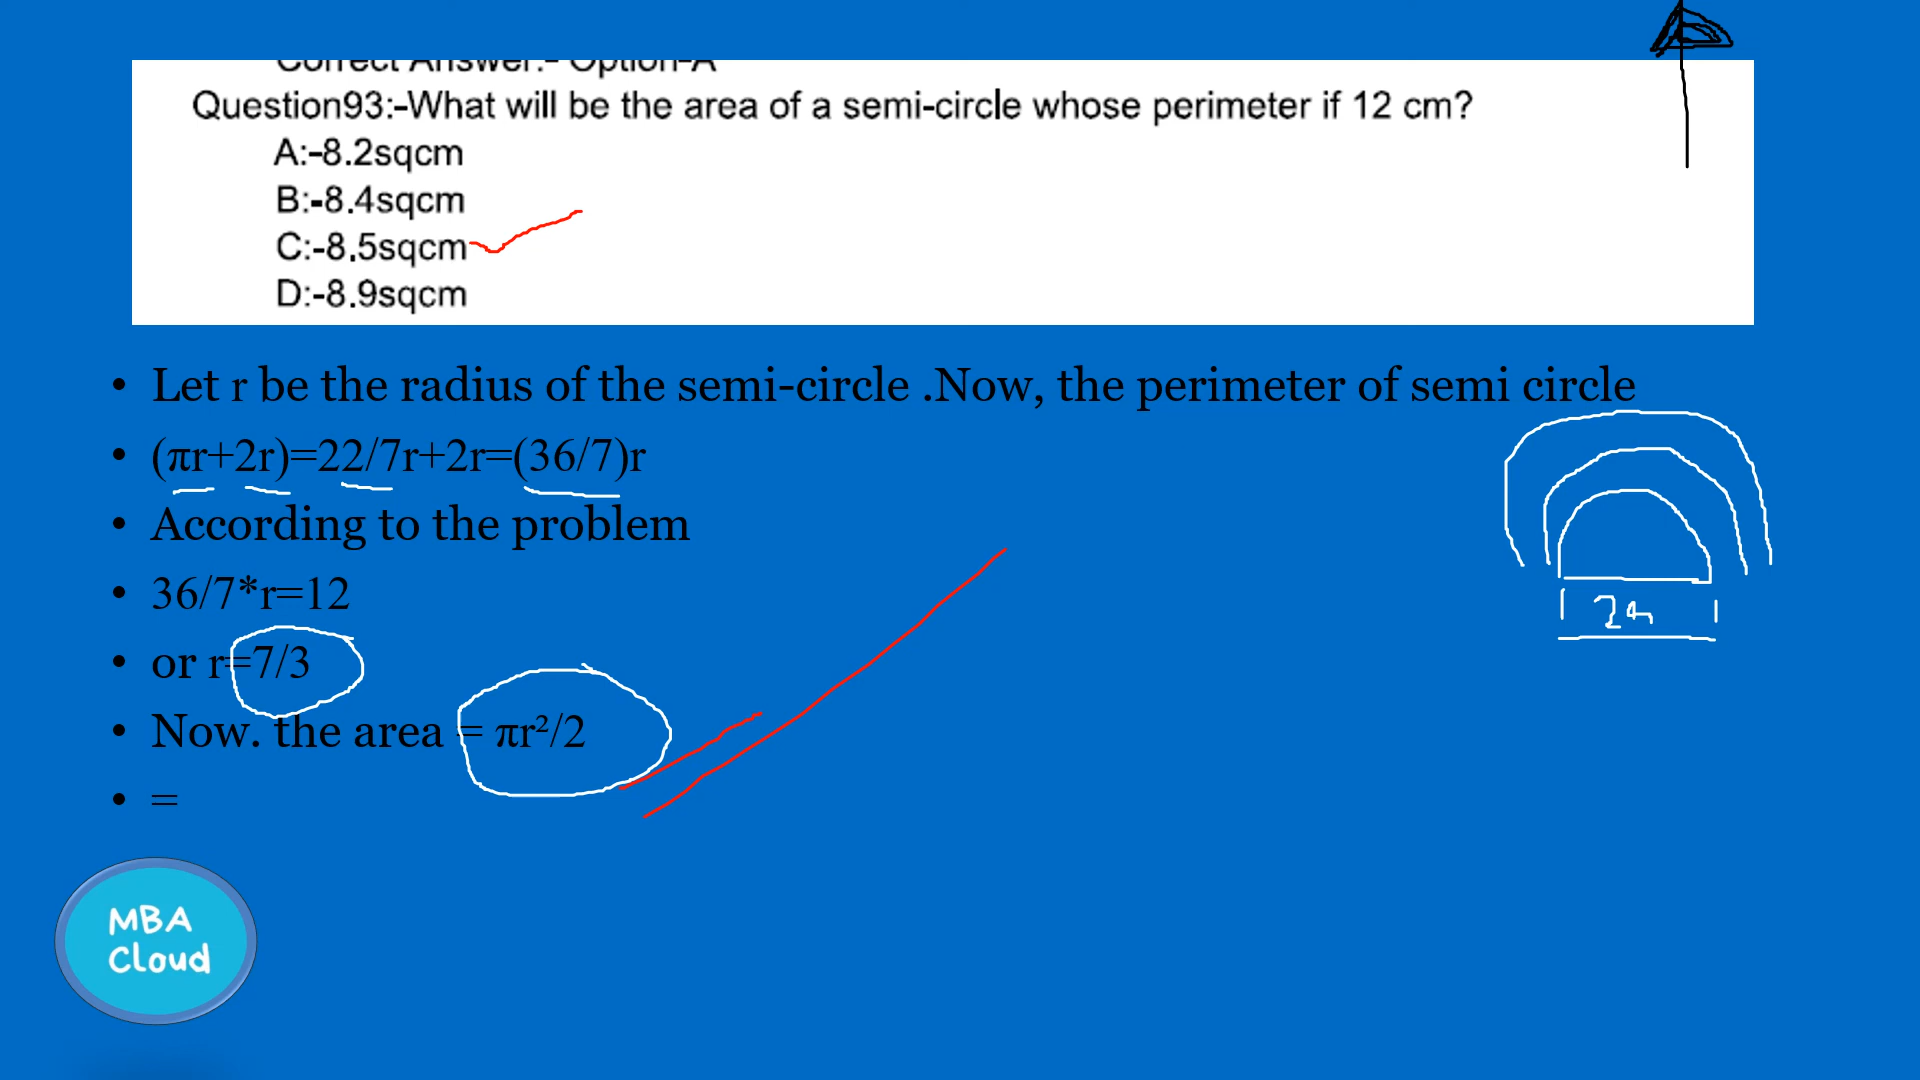 Correct Answer:- Option-A
Question93:-What will be the area of a semi-circle whose perimeter if 12 cm?
A:-8.2sqcm
B:-8.4sqcm
C:-8.5sqcm
D:-8.9sqcm
• Let r be the radius of the semi-circle .Now, the perimeter of semi circle
• (πr+2r)=22/7r+2r=(36/7)r
• According to the problem
• 36/7*r=12
• or r=7/3
• Now. the area = πr²/2
• =
2r
MBA
Cloud